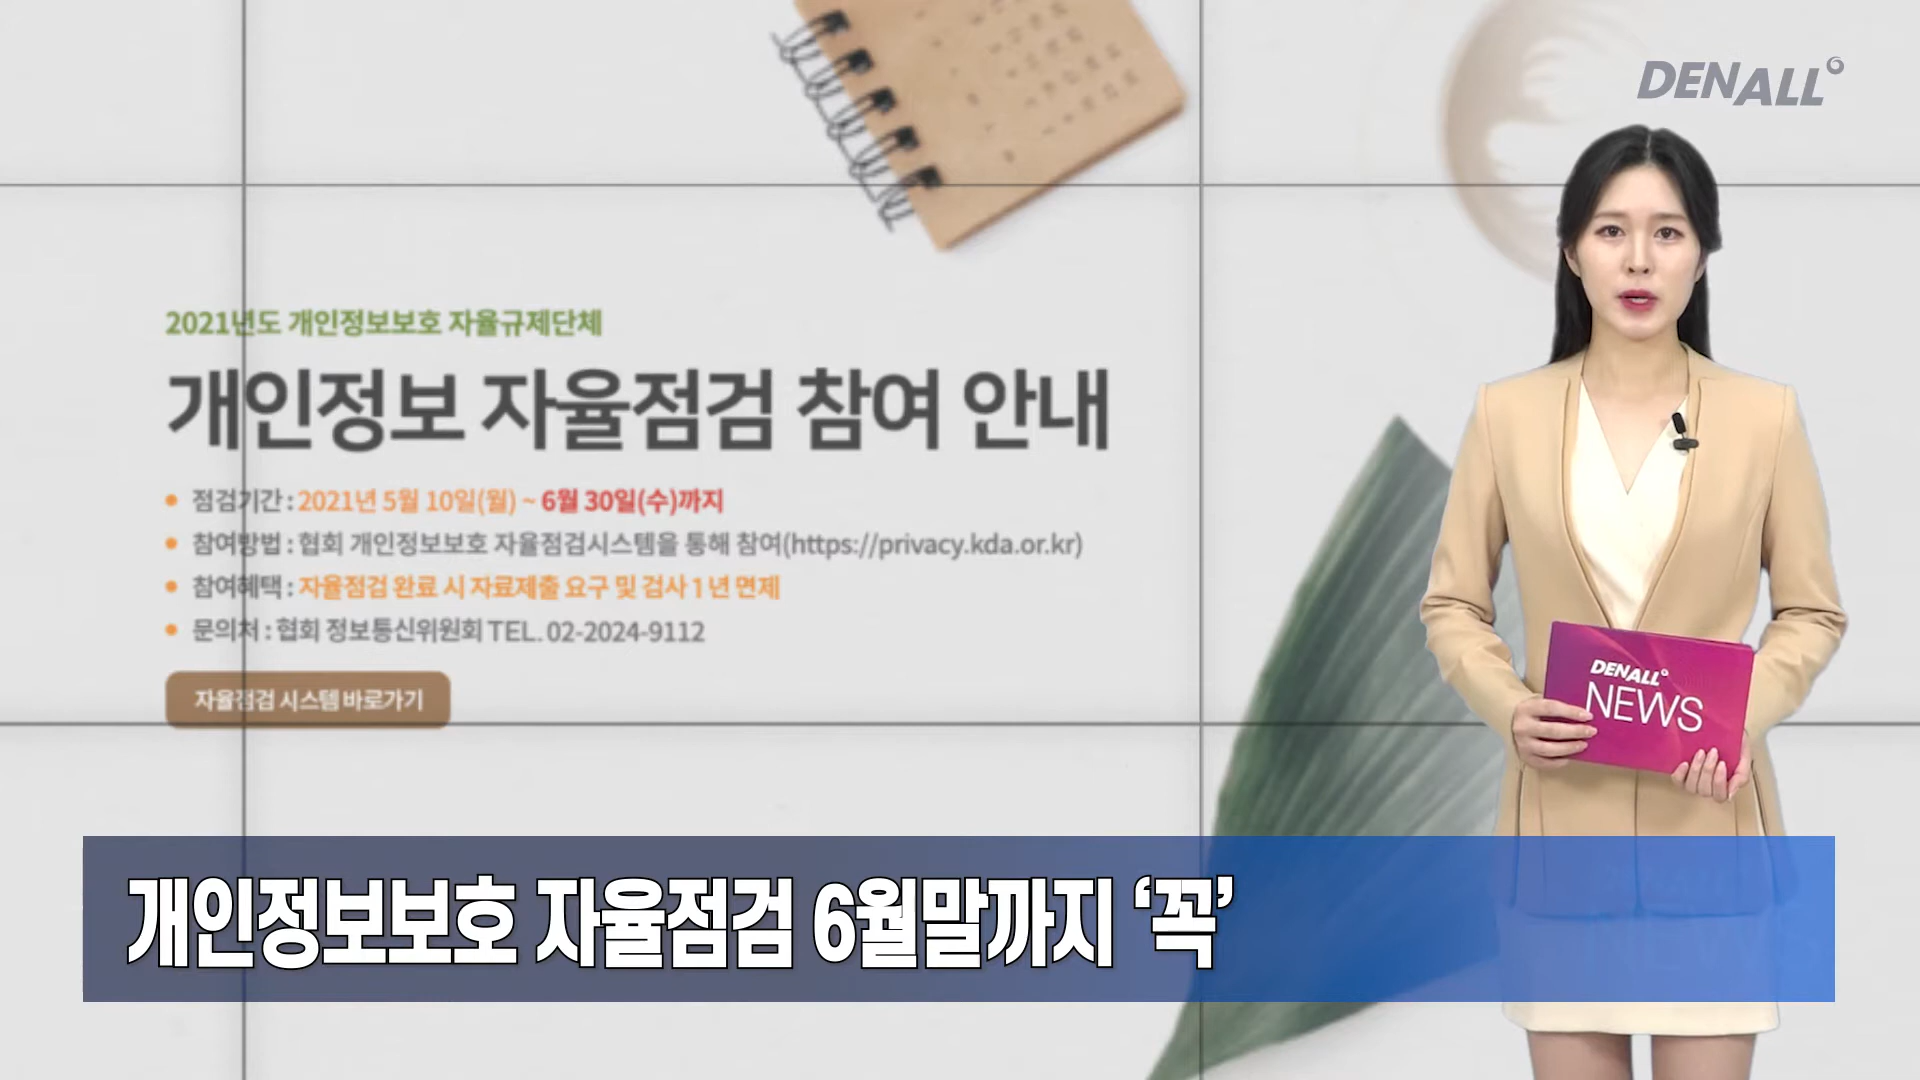 DENALL
2021년도 개인정보보호 자율규제단체
개인정보 자율점검 참여 안내
• 점검기간 : 2021년 5월 10일(월) ~ 6월 30일(수)까지
• 참여방법 : 협회 개인정보보호 자율점검시스템을 통해 참여(https://privacy.kda.or.kr)
• 참여혜택 : 자율점검 완료 시 자료제출 요구 및 검사 1년 면제
• 문의처 : 협회 정보통신위원회 TEL. 02-2024-9112
자율점검 시스템 바로가기
DENALL
NEWS
개인정보보호 자율점검 6월말까지 ‘꼭’